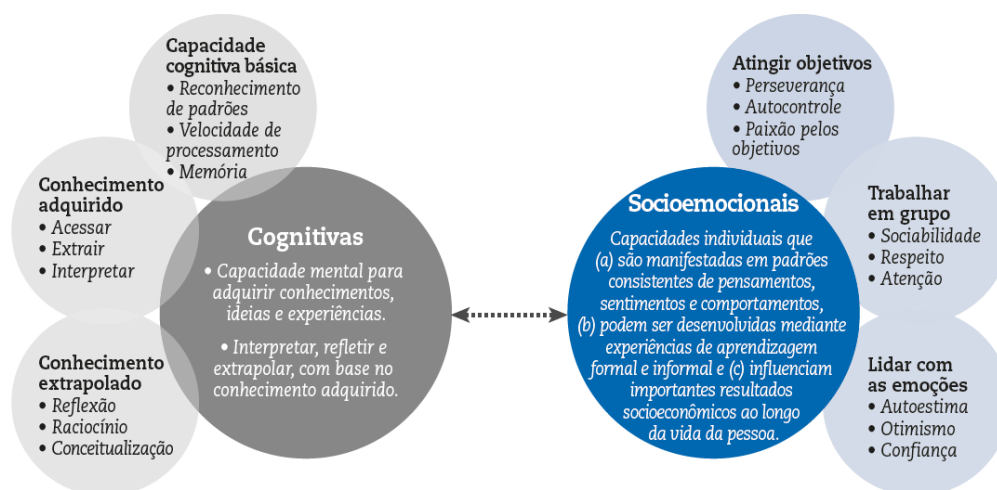 Capacidade
cognitiva básica
• Reconhecimento
de padrões
• Velocidade de
processamento
• Memória
Conhecimento
adquirido
• Acessar
• Extrair
• Interpretar
Conhecimento
extrapolado
• Reflexão
• Raciocínio
• Conceitualização
Cognitivas
• Capacidade mental para
adquirir conhecimentos,
ideias e experiências.
• Interpretar, refletir e
extrapolar, com base no
conhecimento adquirido.
Socioemocionais
Capacidades individuais que
(a) são manifestadas em padrões
consistentes de pensamentos,
sentimentos e comportamentos,
(b) podem ser desenvolvidas mediante
experiências de aprendizagem
formal e informal e (c) influenciam
importantes resultados
socioeconômicos ao longo
da vida da pessoa.
Atingir objetivos
• Perseverança
• Autocontrole
• Paixão pelos
objetivos
Trabalhar
em grupo
• Sociabilidade
• Respeito
• Atenção
Lidar com
as emoções
• Autoestima
• Otimismo
• Confiança